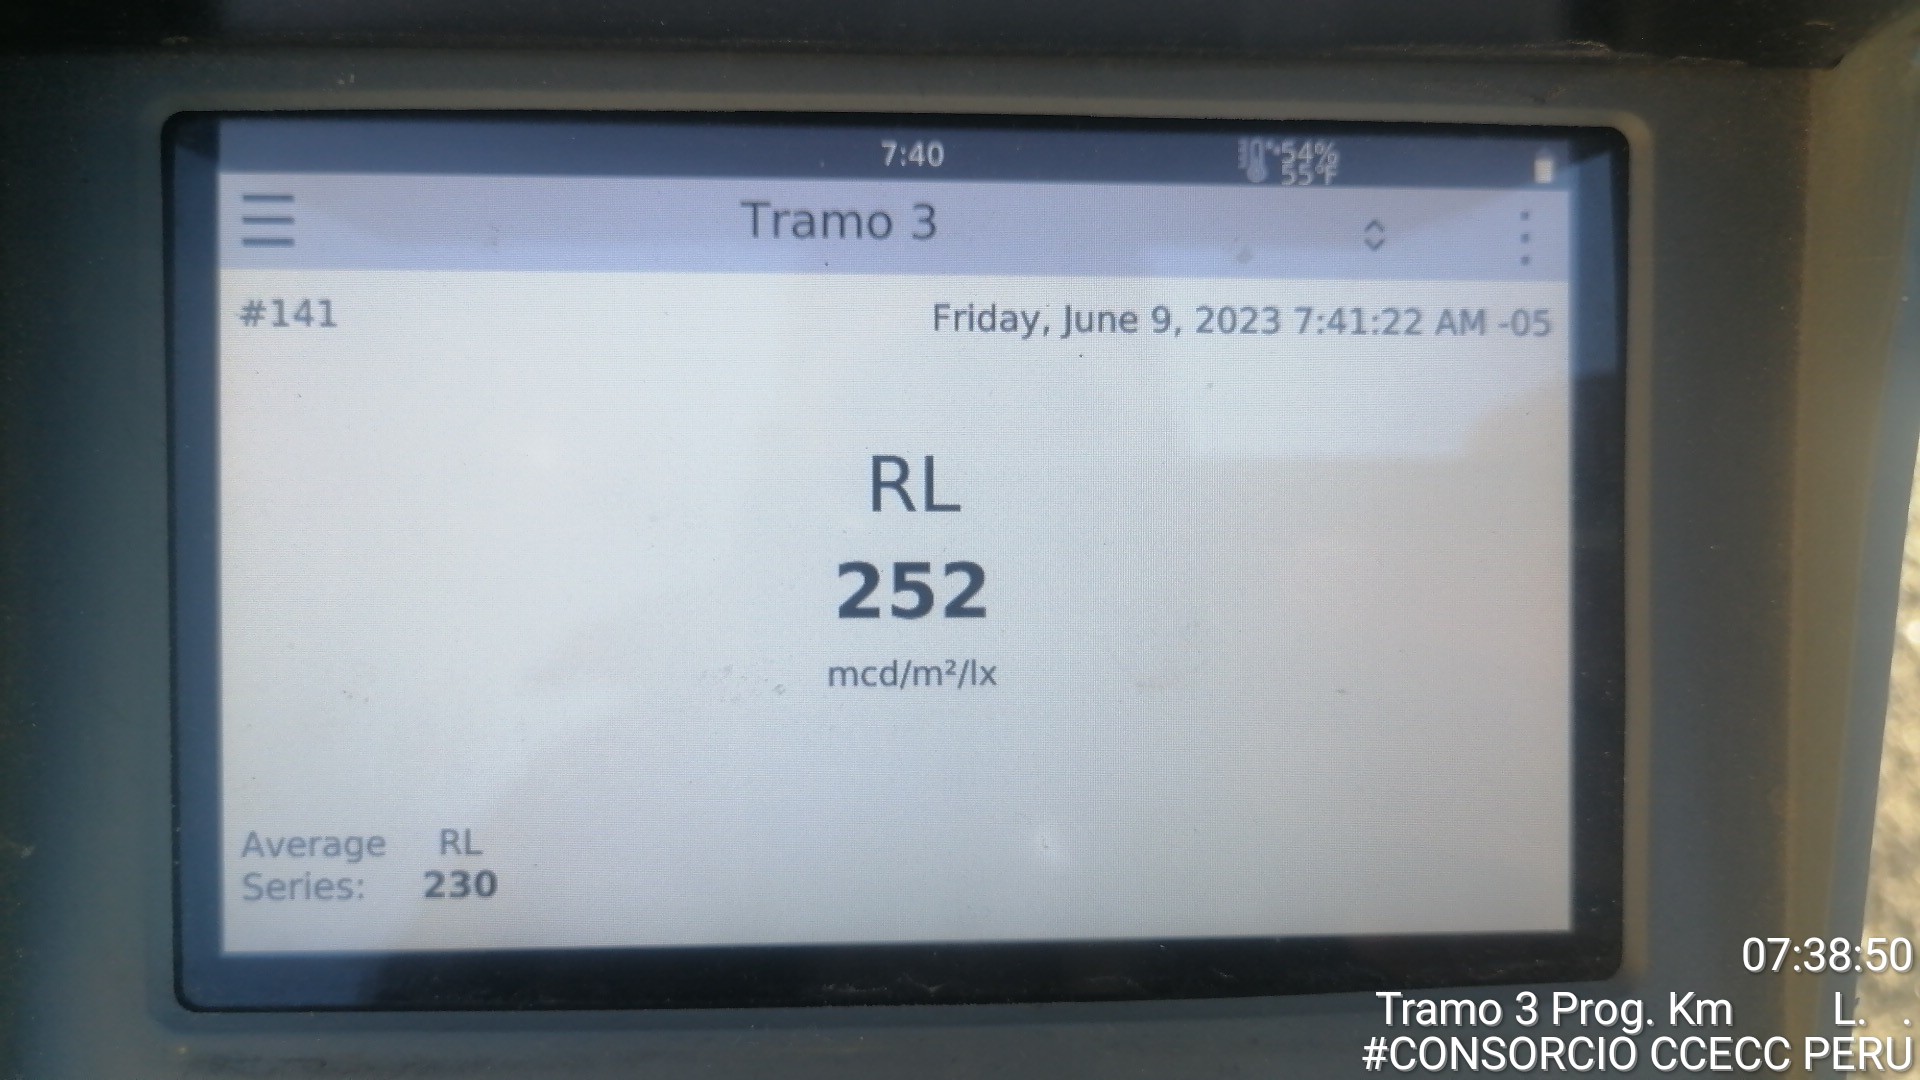 7:40
54%
55°F
Tramo 3
#141
Friday, June 9, 2023 7:41:22 AM -05
RL
252
mcd/m²/lx
Average RL
Series: 230
07:38:50
Tramo 3 Prog. Km L. .
#CONSORCIO CCECC PERU